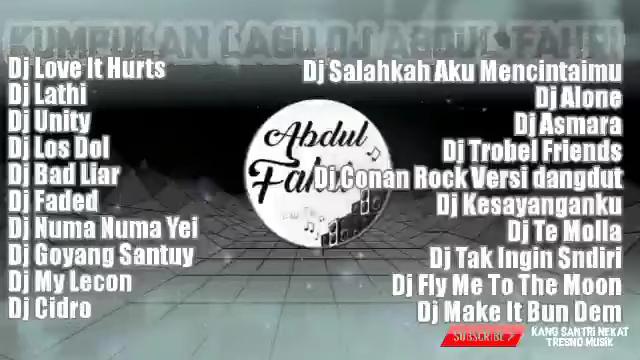 KUMPULAN LAGU DJ ABDUL FAHRI
Dj Love It Hurts
Dj Lathi
Dj Unity
Dj Los Dol
Dj Bad Liar
Dj Faded
Dj Numa Numa Yei
Dj Goyang Santuy
Dj My Lecon
Dj Cidro
Abdul
Fah
Dj Salahkah Aku Mencintaimu
Dj Alone
Dj Asmara
Dj Trobel Friends
Dj Conan Rock Versi dangdut
Dj Kesayanganku
Dj Te Molla
Dj Tak Ingin Sndiri
Dj Fly Me To The Moon
Dj Make It Bun Dem
SUBSCRIBE
KANG SANTRI NEKAT
TRESNO MUSIK